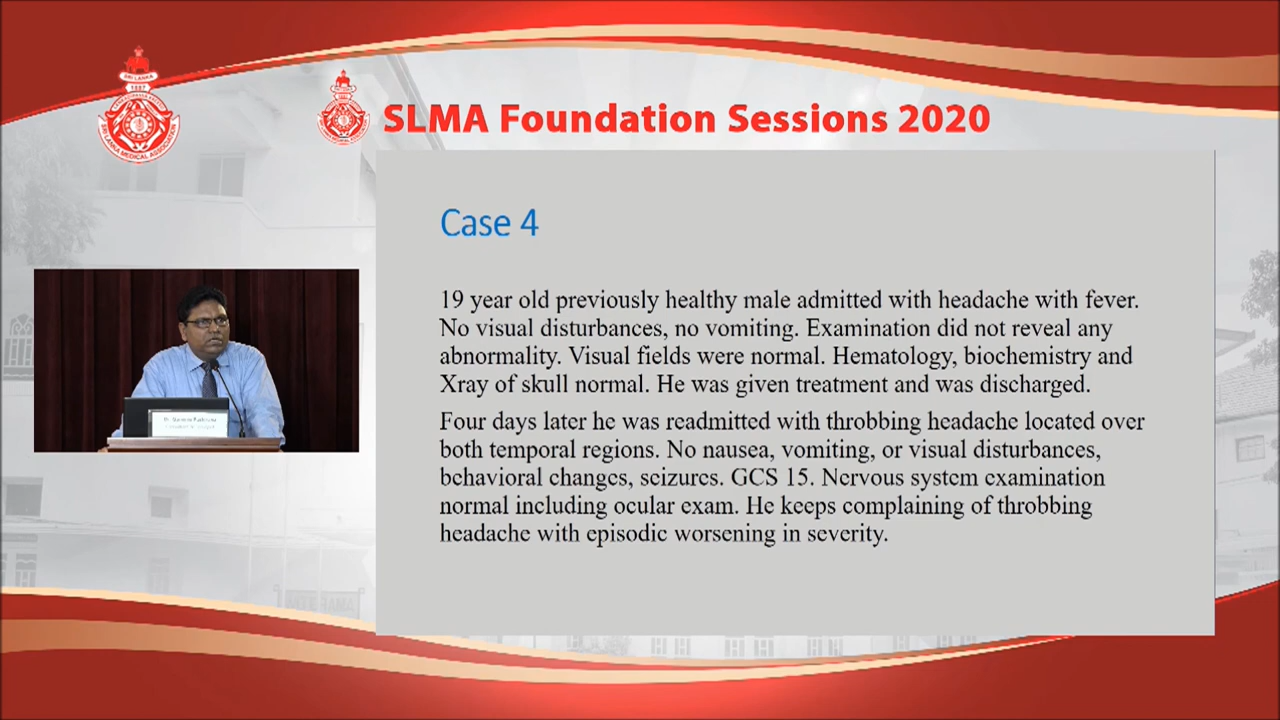 SLMA Foundation Sessions 2020
Case 4
19 year old previously healthy male admitted with headache with fever.
No visual disturbances, no vomiting. Examination did not reveal any
abnormality. Visual fields were normal. Hematology, biochemistry and
Xray of skull normal. He was given treatment and was discharged.
Four days later he was readmitted with throbbing headache located over
both temporal regions. No nausea, vomiting, or visual disturbances,
behavioral changes, seizures. GCS 15. Nervous system examination
normal including ocular exam. He keeps complaining of throbbing
headache with episodic worsening in severity.